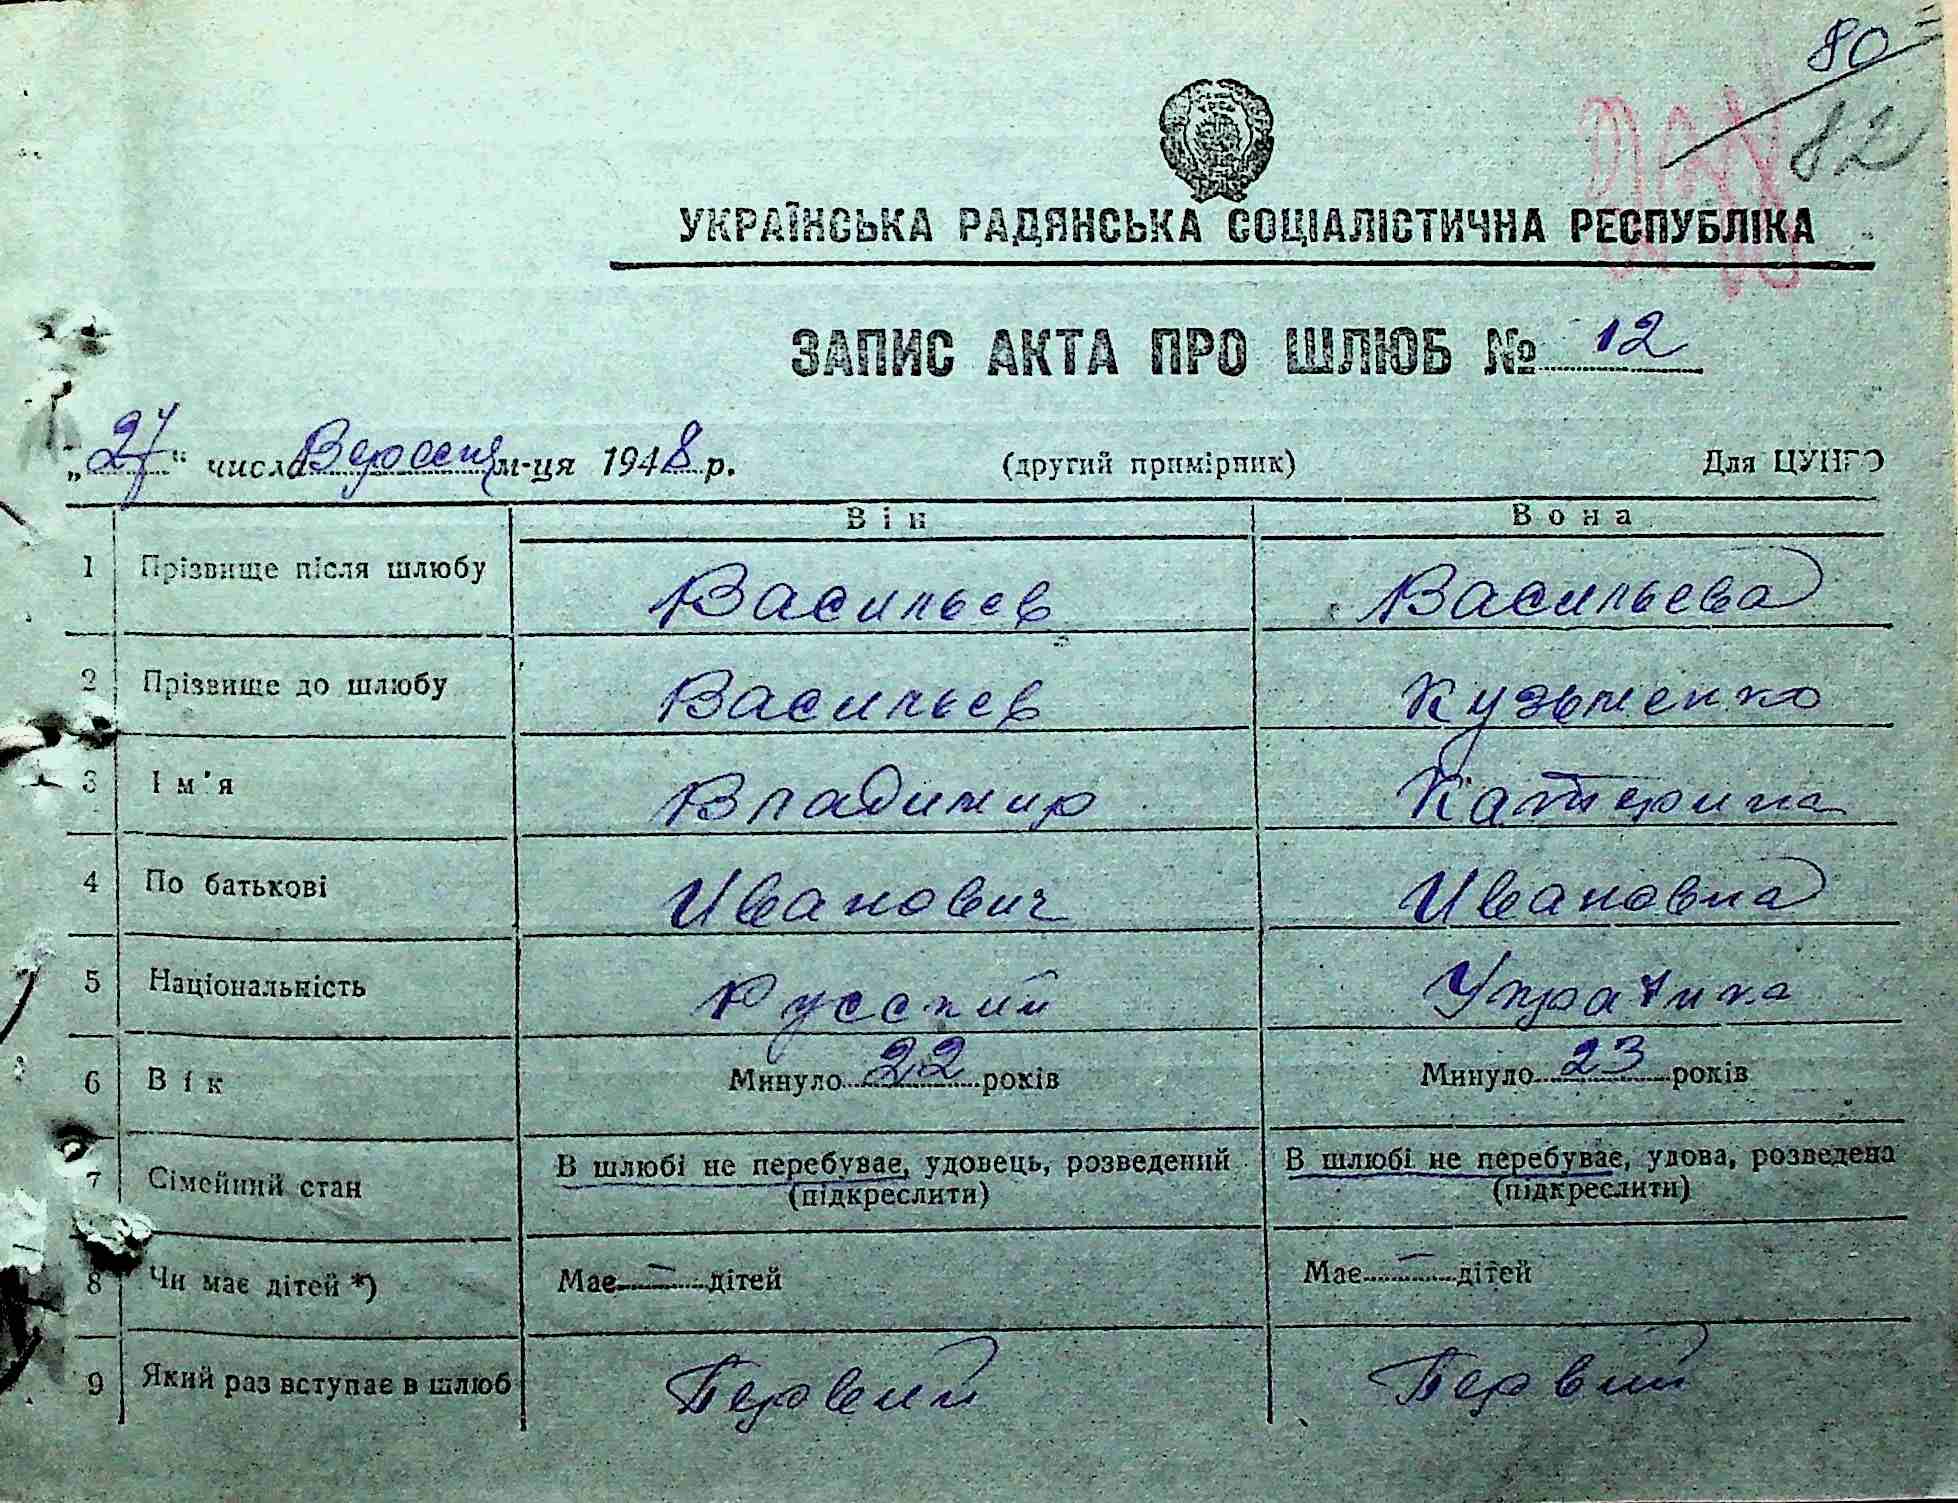 80
82
УКРАЇНСЬКА РАДЯНСЬКА СОЦІАЛІСТИЧНА РЕСПУБЛІКА
ЗАПИС АКТА ПРО ШЛЮБ № 12
„27" числа Вересня м-ця 1948 р. (другий примірник) Для ЦУНГО
Він Вона
1 Прізвище після шлюбу Васильев Васильева
2 Прізвище до шлюбу Васильев Кузьменко
3 Ім'я Владимир Катерина
4 По батькові Иванович Ивановна
5 Національність Русский Украінка
6 Вік Минуло 22 років Минуло 23 років
7 Сімейний стан В шлюбі не перебуває, удовець, розведений В шлюбі не перебуває, удова, розведена
(підкреслити) (підкреслити)
8 Чи має дітей *) Має — дітей Має — дітей
9 Який раз вступає в шлюб Первий Первий